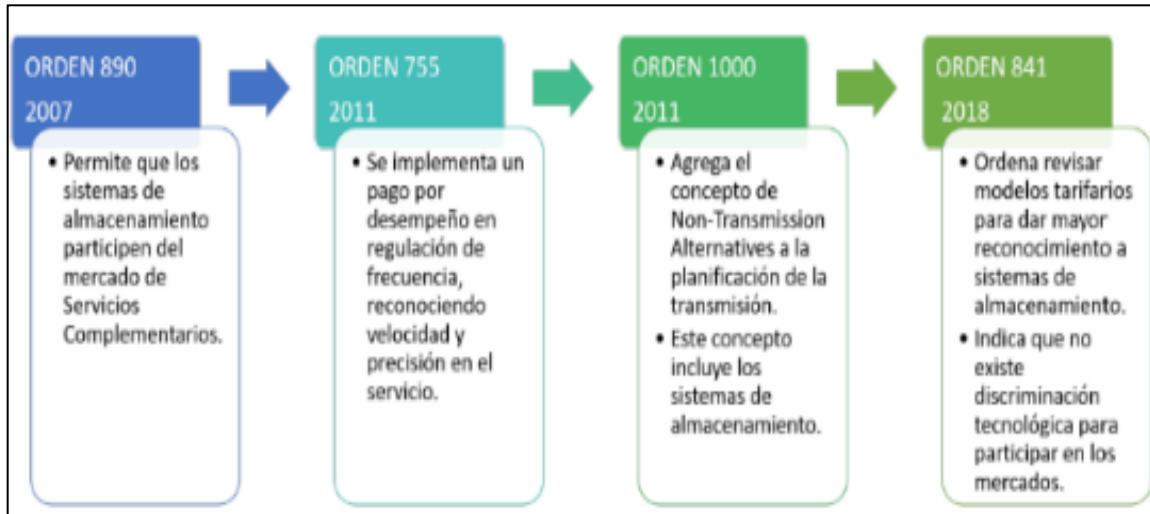 ORDEN 890
2007
• Permite que los
sistemas de
almacenamiento
participen del
mercado de
Servicios
Complementarios.
ORDEN 755
2011
• Se implementa un
pago por
desempeño en
regulación de
frecuencia,
reconociendo
velocidad y
precisión en el
servicio.
ORDEN 1000
2011
• Agrega el
concepto de
Non-Transmission
Alternatives a la
planificación de la
transmisión.
• Este concepto
incluye los
sistemas de
almacenamiento.
ORDEN 841
2018
• Ordena revisar
modelos tarifarios
para dar mayor
reconocimiento a
sistemas de
almacenamiento.
• Indica que no
existe
discriminación
tecnológica para
participar en los
mercados.